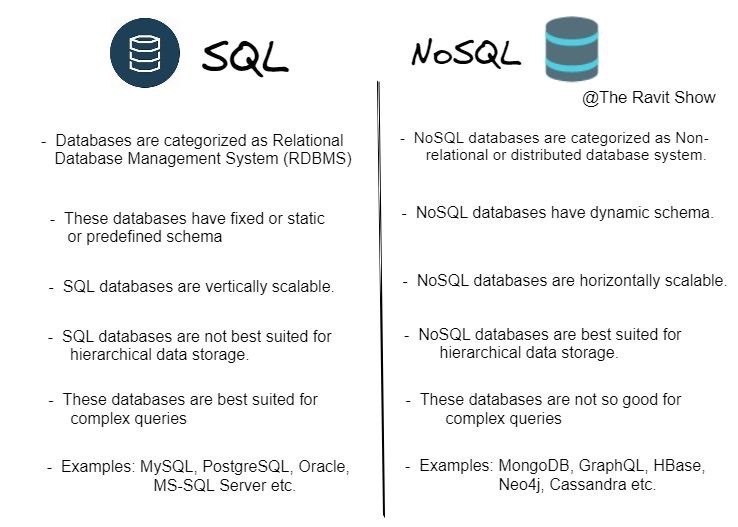 SQL
- Databases are categorized as Relational
Database Management System (RDBMS)
- These databases have fixed or static
or predefined schema
- SQL databases are vertically scalable.
- SQL databases are not best suited for
hierarchical data storage.
- These databases are best suited for
complex queries
- Examples: MySQL, PostgreSQL, Oracle,
MS-SQL Server etc.
NoSQL
@The Ravit Show
- NoSQL databases are categorized as Non-
relational or distributed database system.
- NoSQL databases have dynamic schema.
- NoSQL databases are horizontally scalable.
- NoSQL databases are best suited for
hierarchical data storage.
- These databases are not so good for
complex queries
- Examples: MongoDB, GraphQL, HBase,
Neo4j, Cassandra etc.